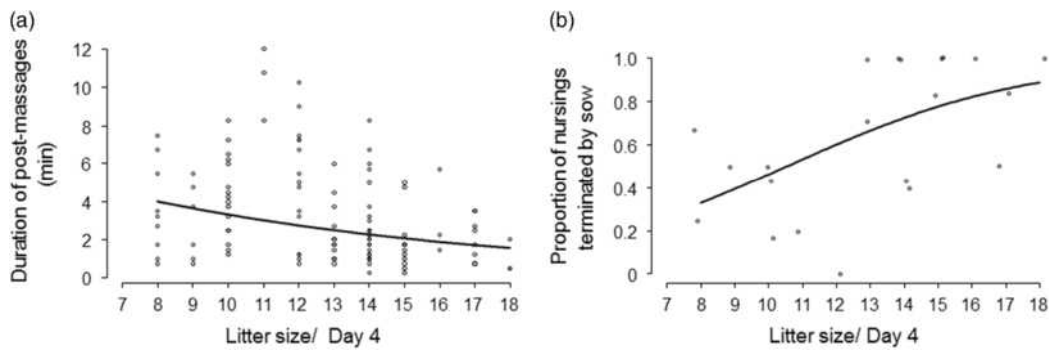 (a)
Duration of post-massages
(min)
12
10
8
6
4
2
0
7 8 9 10 11 12 13 14 15 16 17 18
Litter size/ Day 4
(b)
Proportion of nursings
terminated by sow
1.0
0.8
0.6
0.4
0.2
0
7 8 9 10 11 12 13 14 15 16 17 18
Litter size/ Day 4